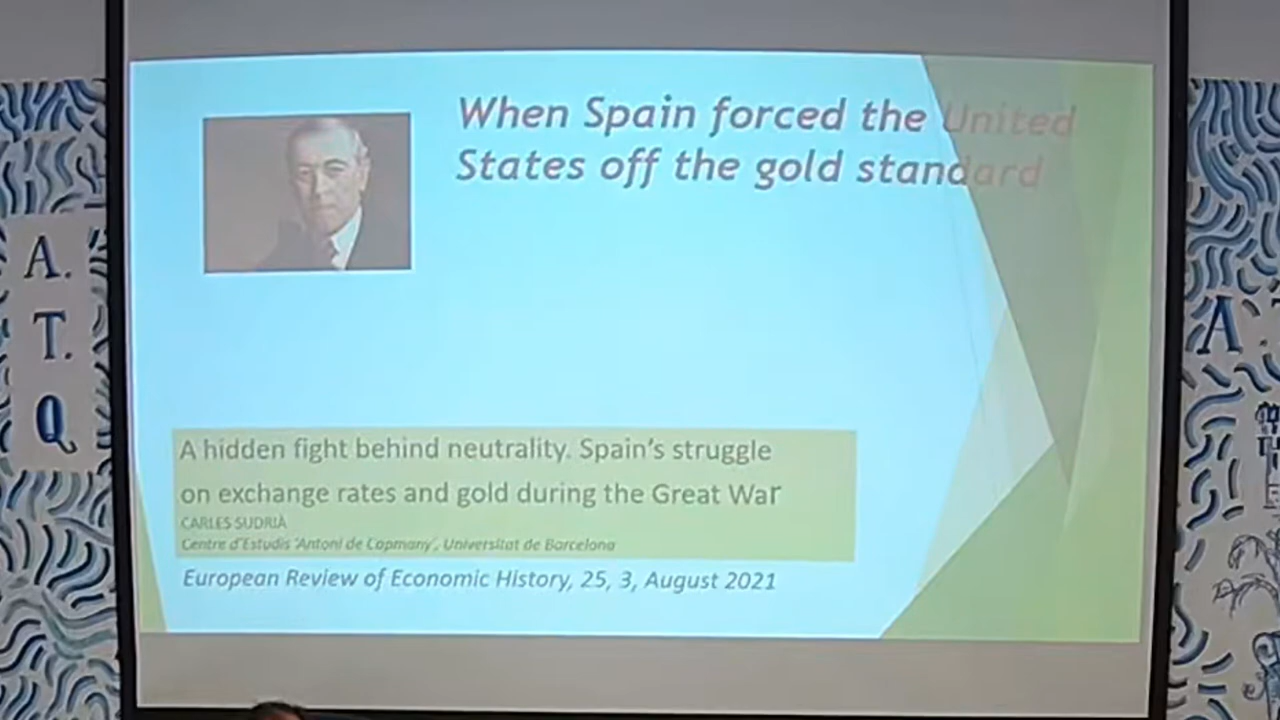 When Spain forced the United
States off the gold standard
A hidden fight behind neutrality. Spain's struggle
on exchange rates and gold during the Great War
CARLES SUDRIÀ
Centre d'Estudis 'Antoni de Capmany', Universitat de Barcelona
European Review of Economic History, 25, 3, August 2021
A.
T.
Q
A.